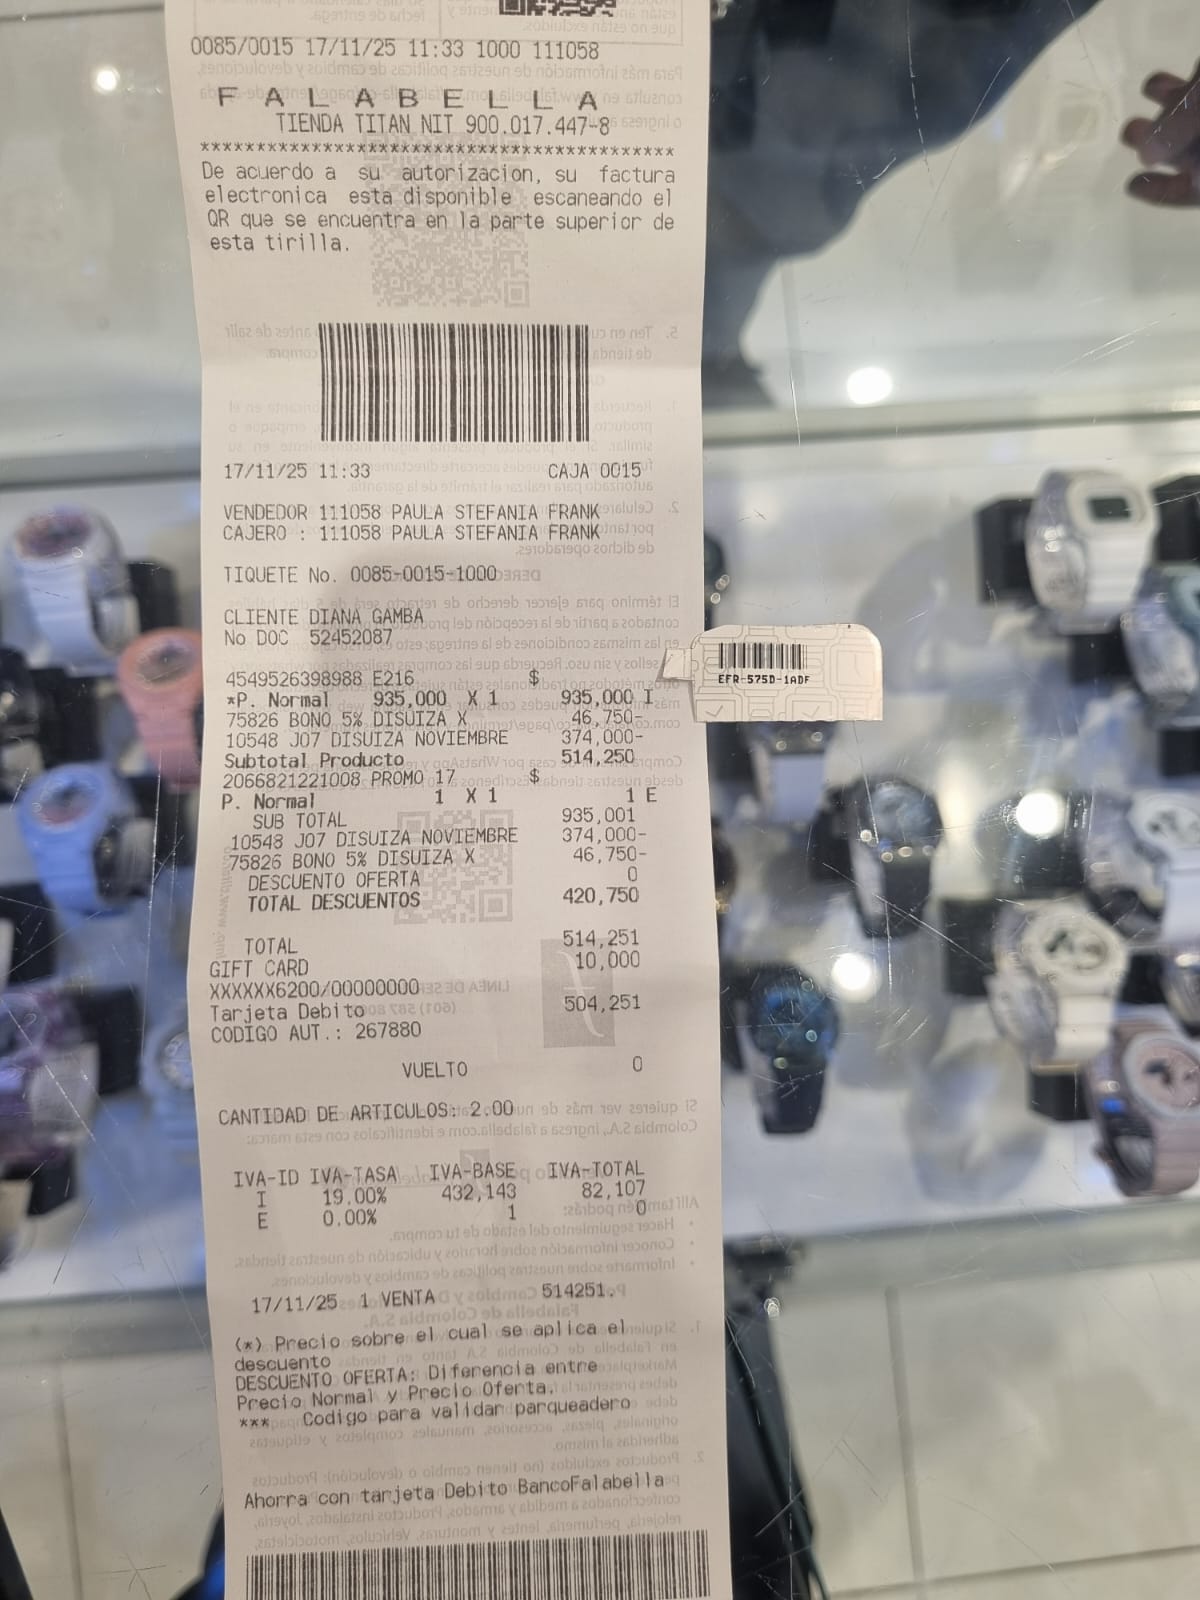 0085/0015 17/11/25 11:33 1000 111058
FALABELLA
TIENDA TITAN NIT 900.017.447-8
******************************************
De acuerdo a su autorizacion, su factura
electronica esta disponible escaneando el
QR que se encuentra en la parte superior de
esta tirilla.
17/11/25 11:33 CAJA 0015
VENDEDOR 111058 PAULA STEFANIA FRANK
CAJERO : 111058 PAULA STEFANIA FRANK
TIQUETE No. 0085-0015-1000
CLIENTE DIANA GAMBA
No DOC 52452087
4549526398988 E216 $
*P. Normal 935,000 X 1 935,000 I
75826 BONO 5% DISUIZA X 46,750-
10548 J07 DISUIZA NOVIEMBRE 374,000-
Subtotal Producto 514,250
2066821221008 PROMO 17 $
P. Normal 1 X 1 1 E
SUB TOTAL 935,001
10548 J07 DISUIZA NOVIEMBRE 374,000-
75826 BONO 5% DISUIZA X 46,750-
DESCUENTO OFERTA 0
TOTAL DESCUENTOS 420,750
TOTAL 514,251
GIFT CARD 10,000
XXXXXX6200/00000000
Tarjeta Debito 504,251
CODIGO AUT.: 267880
VUELTO 0
CANTIDAD DE ARTICULOS: 2.00
IVA-ID IVA-TASA IVA-BASE IVA-TOTAL
I 19.00% 432,143 82,107
E 0.00% 1 0
17/11/25 1 VENTA 514251.
(*) Precio sobre el cual se aplica el
descuento
DESCUENTO OFERTA: Diferencia entre
Precio Normal y Precio Oferta.
*** Codigo para validar parqueadero
Ahorra con tarjeta Debito BancoFalabella
EFR-575D-1ADF